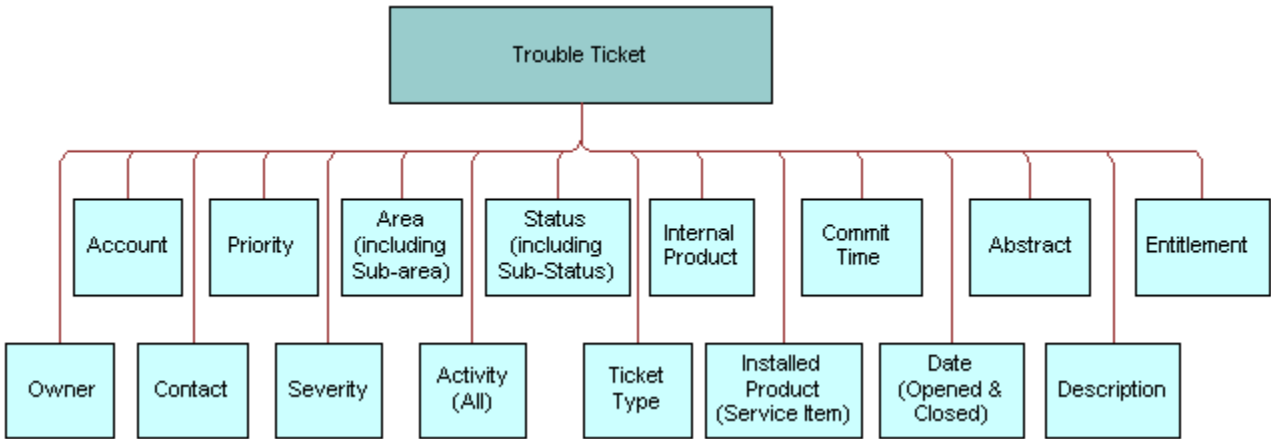 Trouble Ticket
Account
Priority
Area
(including
Sub-area)
Status
(including
Sub-Status)
Internal
Product
Commit
Time
Abstract
Entitlement
Owner
Contact
Severity
Activity
(All)
Ticket
Type
Installed
Product
(Service Item)
Date
(Opened &
Closed)
Description